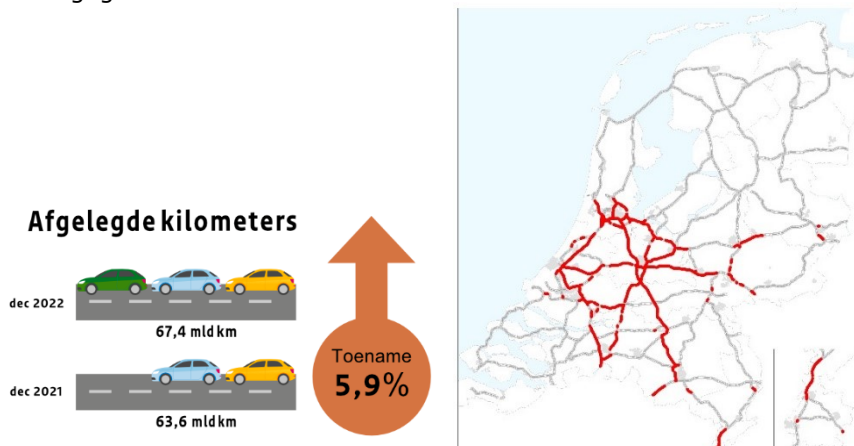 Afgelegde kilometers
dec 2022
67,4 mld km
dec 2021
63,6 mld km
Toename
5,9%